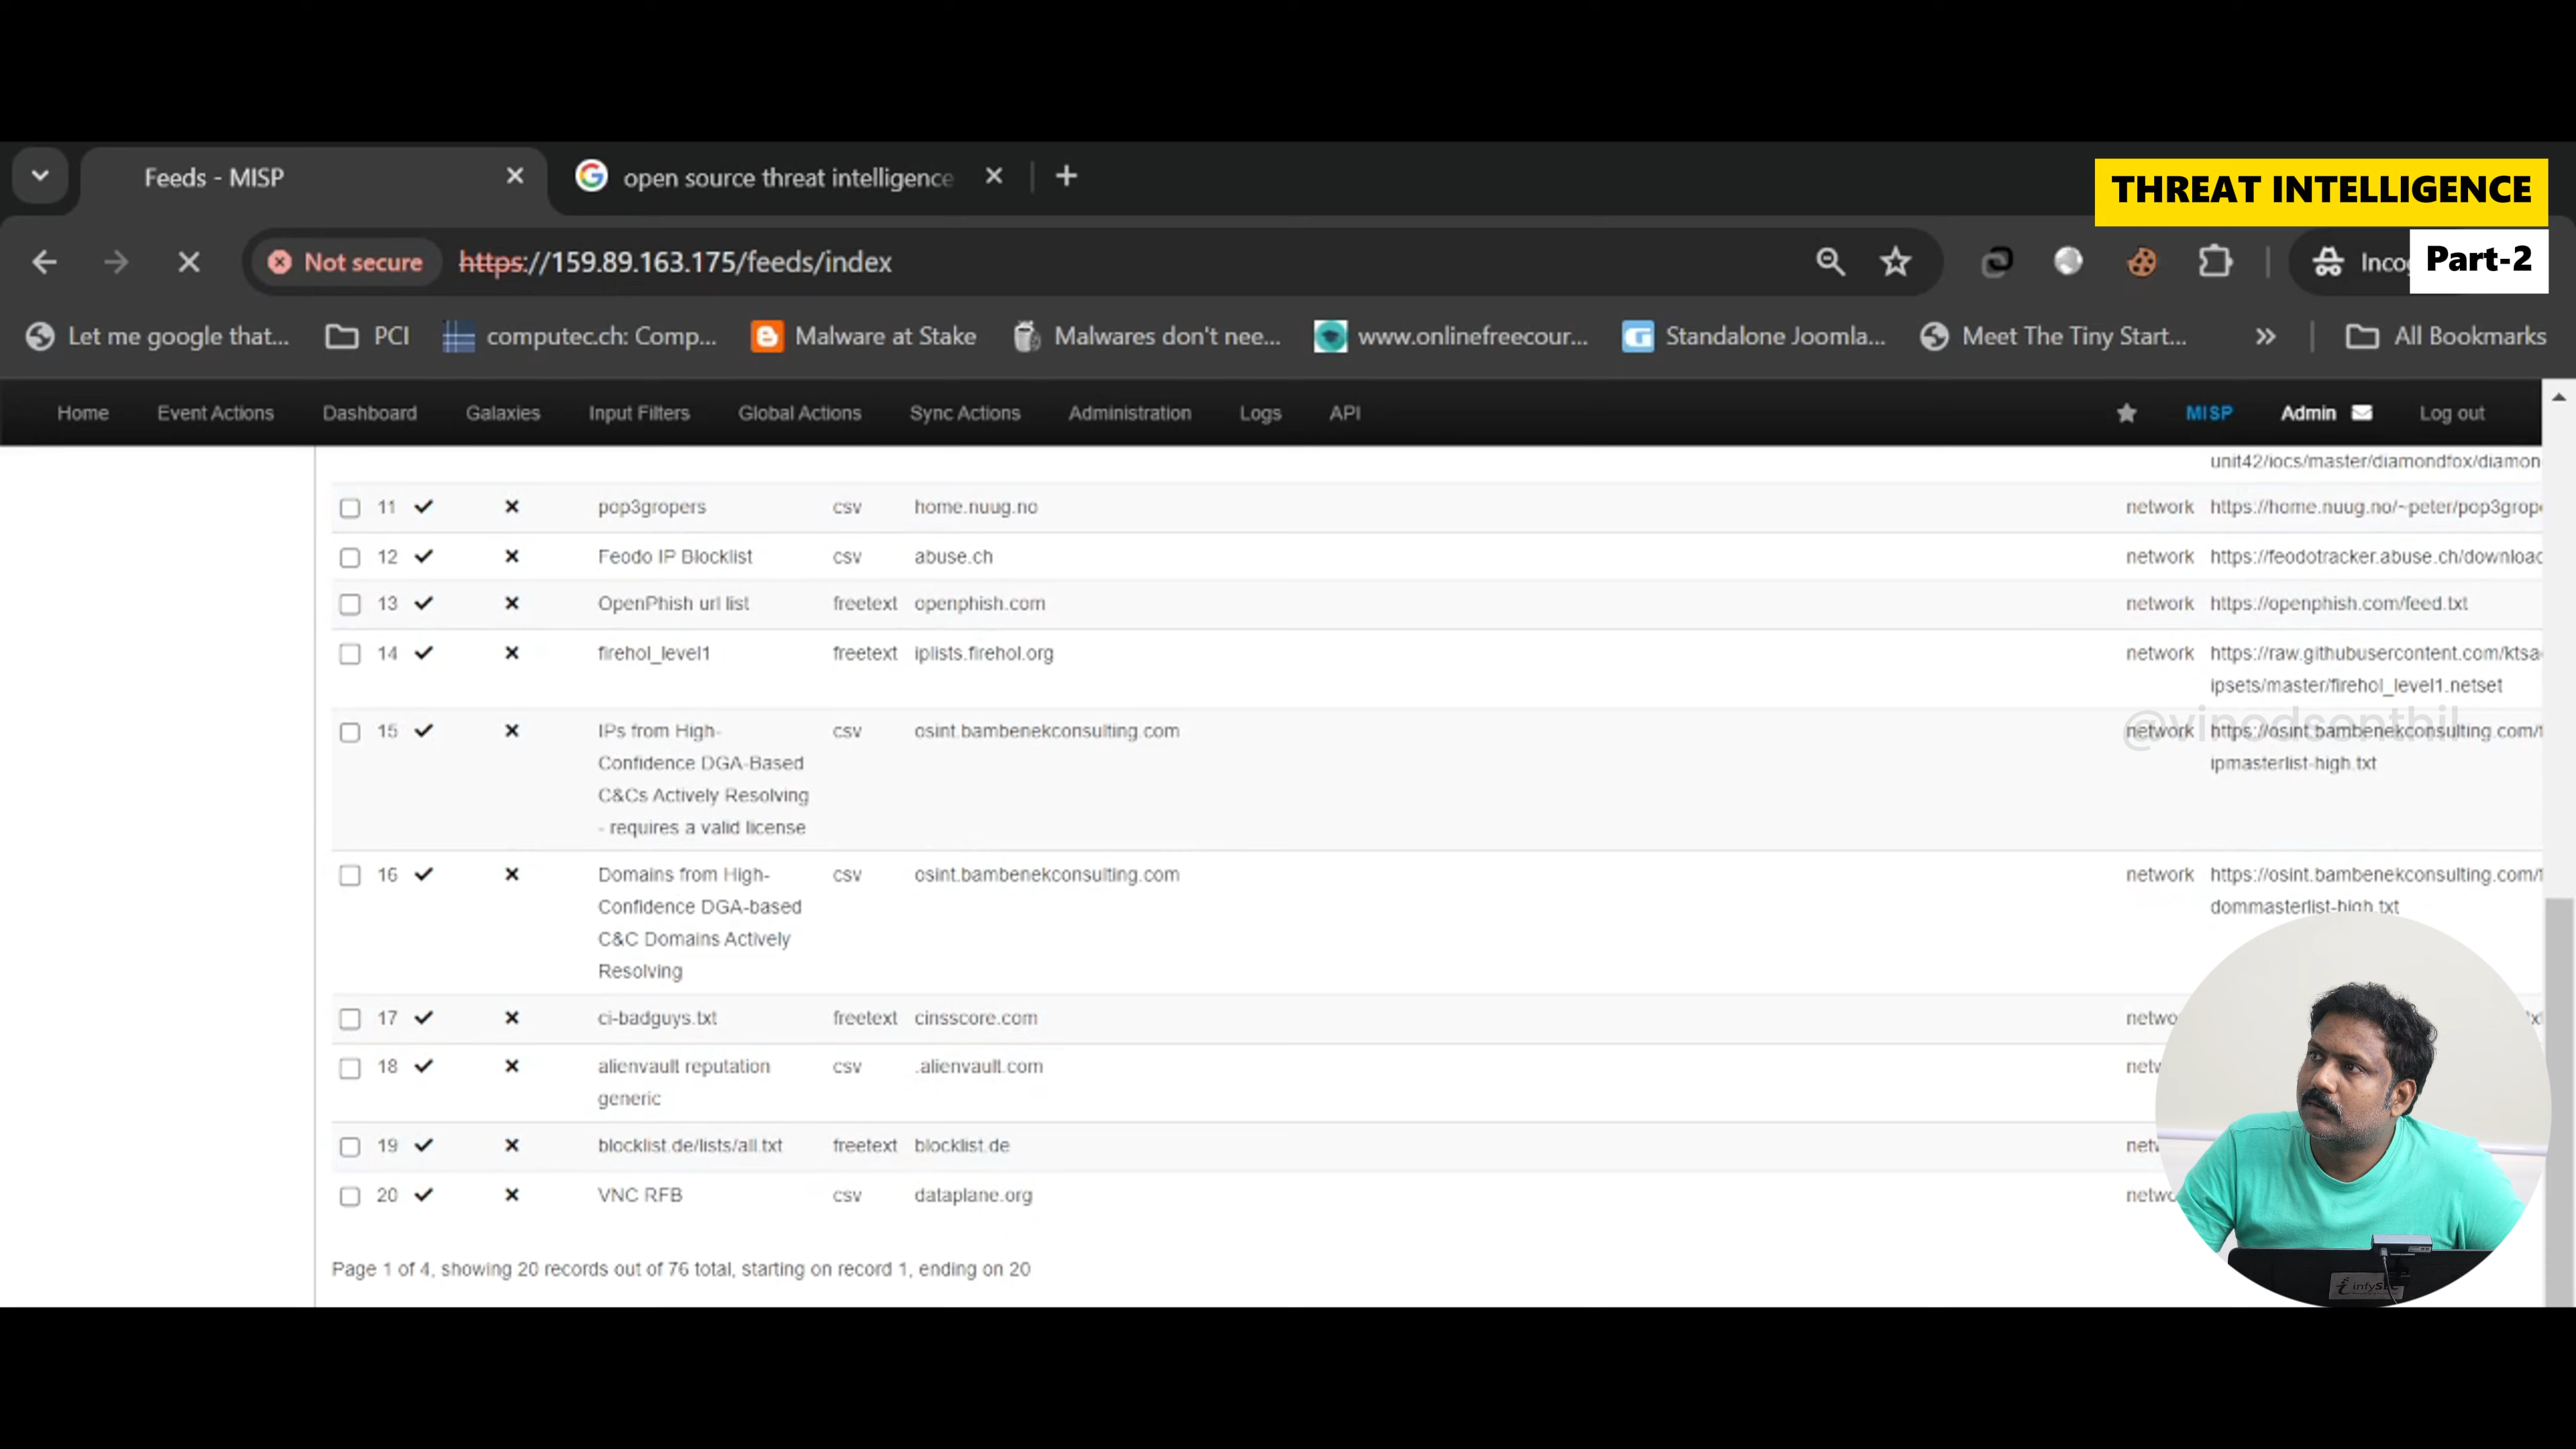 Feeds - MISP
open source threat intelligence
THREAT INTELLIGENCE
Part-2
Not secure
https://159.89.163.175/feeds/index
Let me google that...
PCI
computec.ch: Comp...
Malware at Stake
Malwares don't nee...
www.onlinefreecour...
Standalone Joomla...
Meet The Tiny Start...
All Bookmarks
Home Event Actions Dashboard Galaxies Input Filters Global Actions Sync Actions Administration Logs API MISP Admin Log out
unit42/iocs/master/diamondfox/diamon
11 pop3gropers csv home.nuug.no network https://home.nuug.no/~peter/pop3grope
12 Feodo IP Blocklist csv abuse.ch network https://feodotracker.abuse.ch/download
13 OpenPhish url list freetext openphish.com network https://openphish.com/feed.txt
14 firehol_level1 freetext iplists.firehol.org network https://raw.githubusercontent.com/ktsa
ipsets/master/firehol_level1.netset
@vinodsenthil
15 IPs from High- csv osint.bambenekconsulting.com network https://osint.bambenekconsulting.com/f
Confidence DGA-Based ipmasterlist-high.txt
C&Cs Actively Resolving
- requires a valid license
16 Domains from High- csv osint.bambenekconsulting.com network https://osint.bambenekconsulting.com/f
Confidence DGA-based dommasterlist-high.txt
C&C Domains Actively
Resolving
17 ci-badguys.txt freetext cinsscore.com
18 alienvault reputation csv .alienvault.com
generic
19 blocklist.de/lists/all.txt freetext blocklist.de
20 VNC RFB csv dataplane.org
Page 1 of 4, showing 20 records out of 76 total, starting on record 1, ending on 20